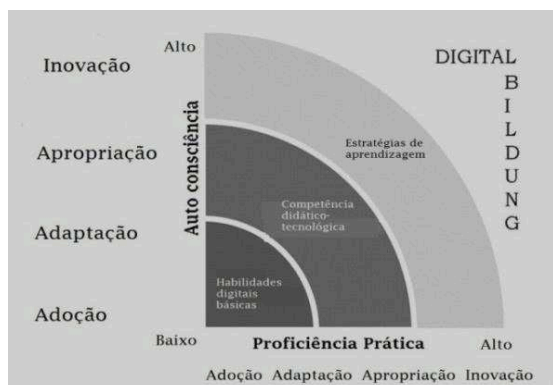 Inovação
Apropriação
Adaptação
Adoção
Alto
Auto consciência
Baixo
DIGITAL
BILDUNG
Estratégias de
aprendizagem
Competência
didático-
tecnológica
Habilidades
digitais
básicas
Proficiência Prática
Alto
Adoção Adaptação Apropriação Inovação